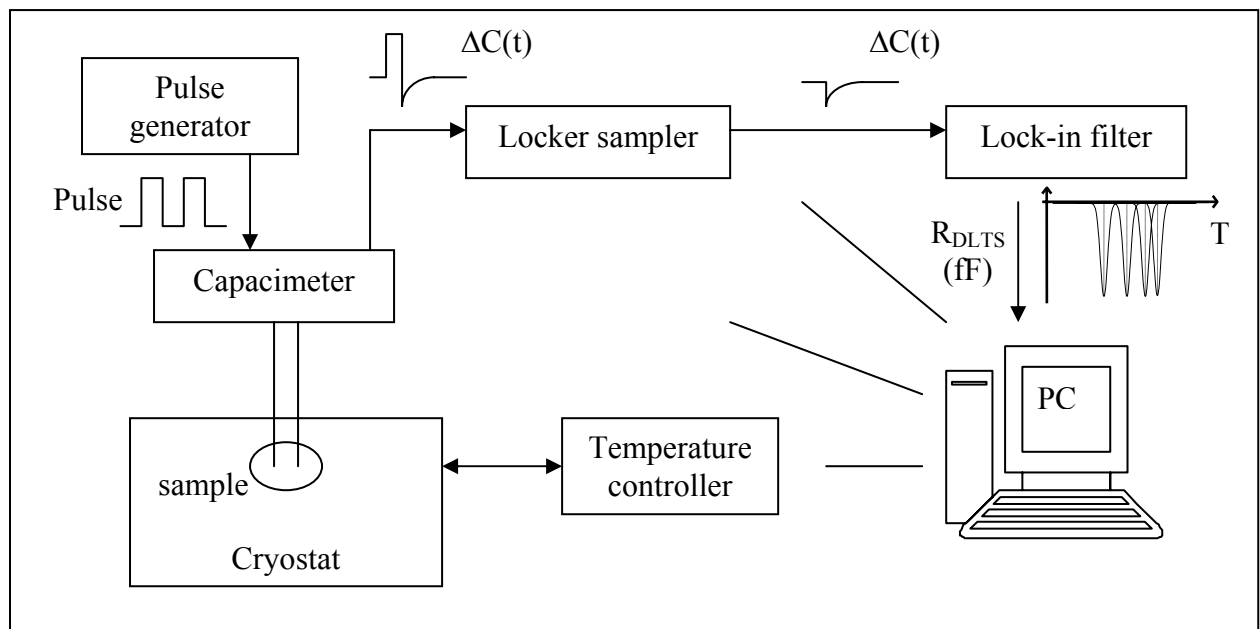 ΔC(t)
ΔC(t)
Pulse
generator
Locker sampler
Lock-in filter
Pulse
R_DLTS
(fF)
T
Capacimeter
PC
sample
Temperature
controller
Cryostat